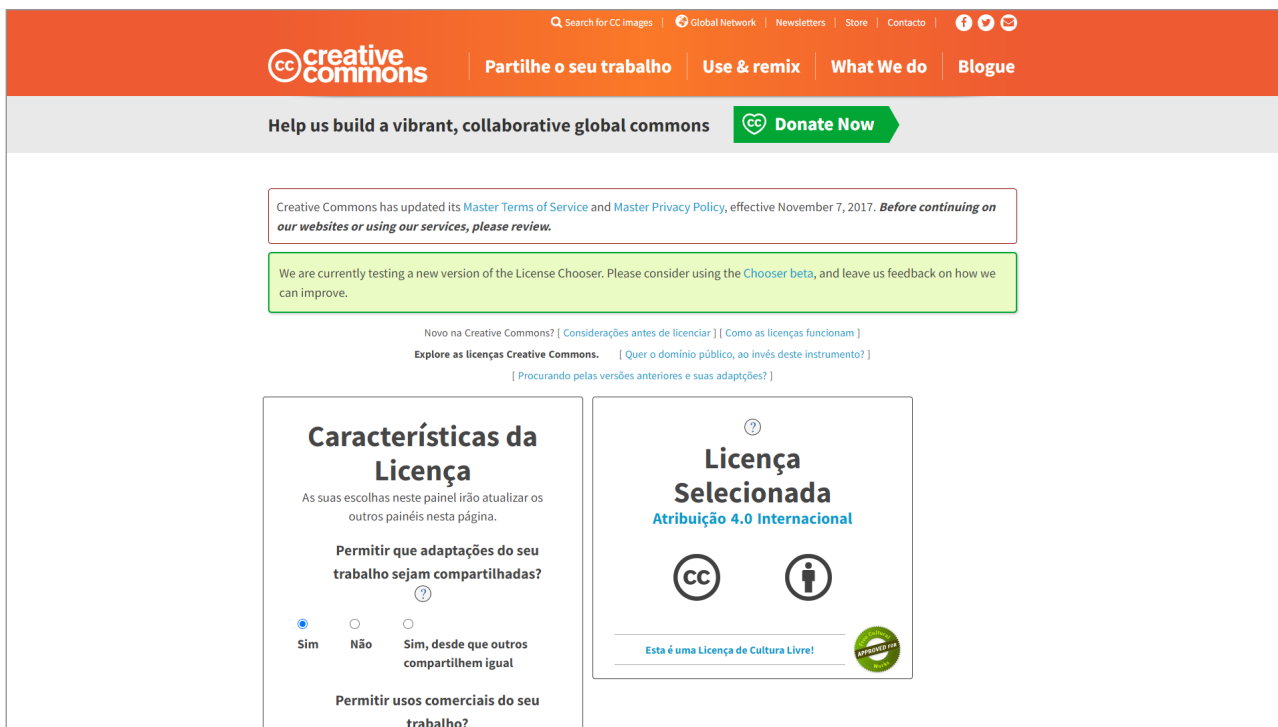 Search for CC images | Global Network | Newsletters | Store | Contacto |
cc creative commons
Partilhe o seu trabalho | Use & remix | What We do | Blogue
Help us build a vibrant, collaborative global commons
cc Donate Now
Creative Commons has updated its Master Terms of Service and Master Privacy Policy, effective November 7, 2017. Before continuing on
our websites or using our services, please review.
We are currently testing a new version of the License Chooser. Please consider using the Chooser beta, and leave us feedback on how we
can improve.
Novo na Creative Commons? [ Considerações antes de licenciar ] [ Como as licenças funcionam ]
Explore as licenças Creative Commons. [ Quer o domínio público, ao invés deste instrumento? ]
[ Procurando pelas versões anteriores e suas adaptções? ]
Características da
Licença
As suas escolhas neste painel irão atualizar os
outros painéis nesta página.
Permitir que adaptações do seu
trabalho sejam compartilhadas?
?
Sim
Não
Sim, desde que outros
compartilhem igual
Permitir usos comerciais do seu
trabalho?
?
Licença
Selecionada
Atribuição 4.0 Internacional
cc
Esta é uma Licença de Cultura Livre!
Free Cultural
APPROVED FOR
Works